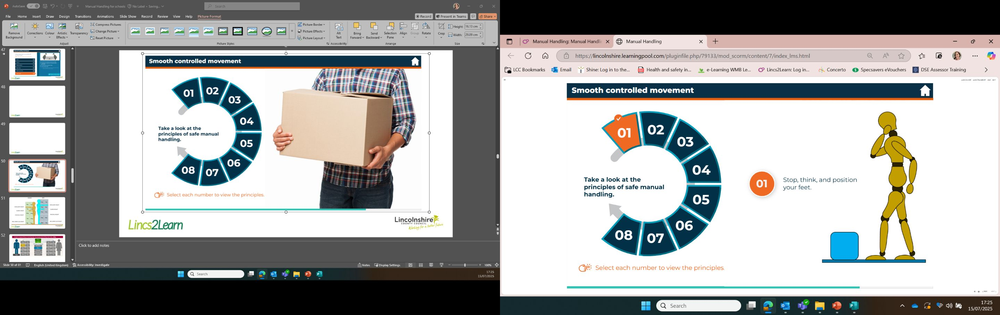 AutoSave
Manual Handling for schools
No Label • Saving...
Search
File Home Insert Draw Design Transitions Animations Slide Show Record Review View Help Picture Format
Record
Present in Teams
Share
Remove Background
Corrections
Colour
Artistic Effects
Transparency
Compress Pictures
Change Picture
Reset Picture
Adjust
Picture Styles
Picture Border
Picture Effects
Picture Layout
Alt Text
Accessibility
Bring Forward
Send Backward
Selection Pane
Align
Group
Rotate
Arrange
Crop
Height: 16.13 cm
Width: 29.09 cm
Size
47
48
49
50
51
52
Smooth controlled movement
01
02
03
04
05
06
07
08
Take a look at the
principles of safe manual
handling.
Select each number to view the principles.
Lincs2Learn
Lincolnshire
COUNTY COUNCIL
Working for a better future
Click to add notes
Slide 50 of 81
English (United Kingdom)
Accessibility: Investigate
Notes
Display Settings
100%
Search
17:25
15/07/2025
Manual Handling: Manual Handli
Manual Handling
https://lincolnshire.learningpool.com/pluginfile.php/79133/mod_scorm/content/7/index_lms.html
LCC Bookmarks
Email
Shine: Log in to the...
Health and safety in...
e-Learning WMB Le...
Lincs2Learn: Log in...
Concerto
Specsavers eVouchers
DSE Assessor Training
Smooth controlled movement
01
02
03
04
05
06
07
08
Take a look at the
principles of safe manual
handling.
01
Stop, think, and position
your feet.
Select each number to view the principles.
Search
17:25
15/07/2025